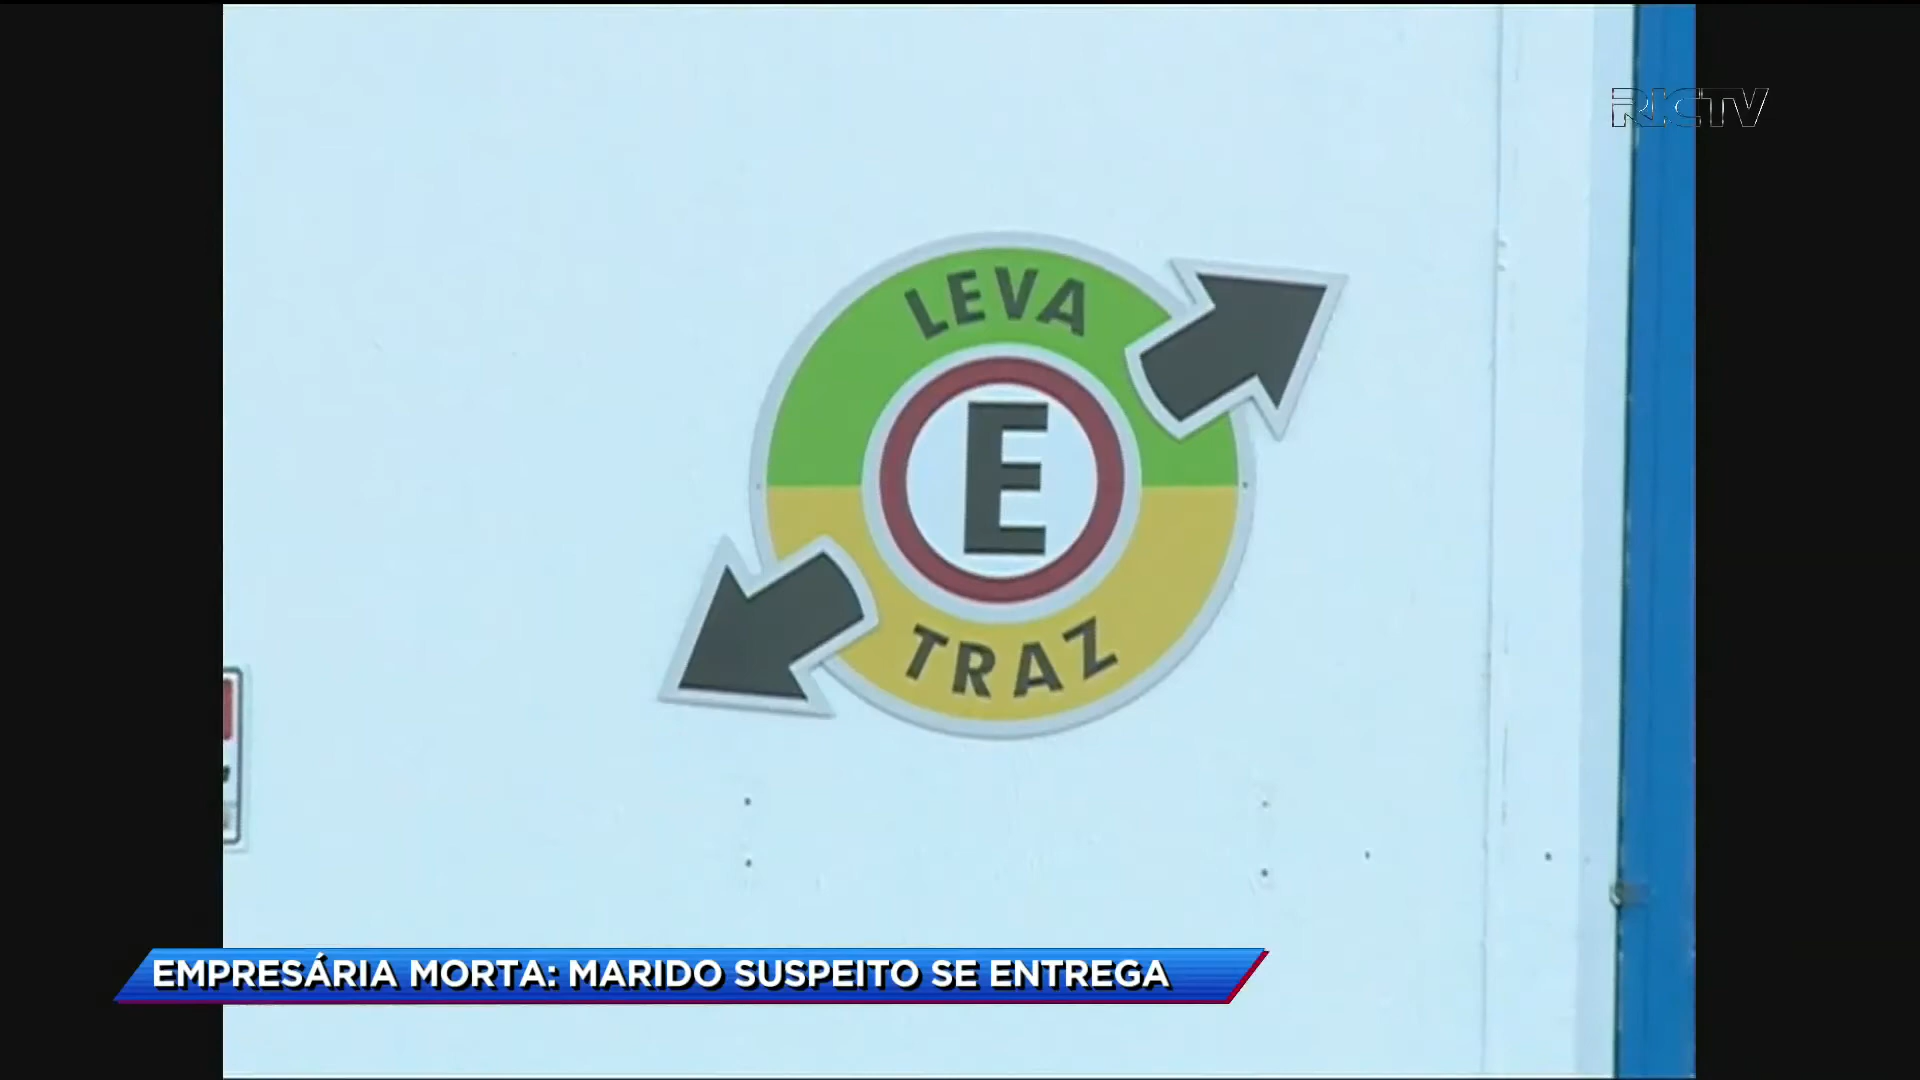 RICTV
LEVA
E
TRAZ
EMPRESÁRIA MORTA: MARIDO SUSPEITO SE ENTREGA